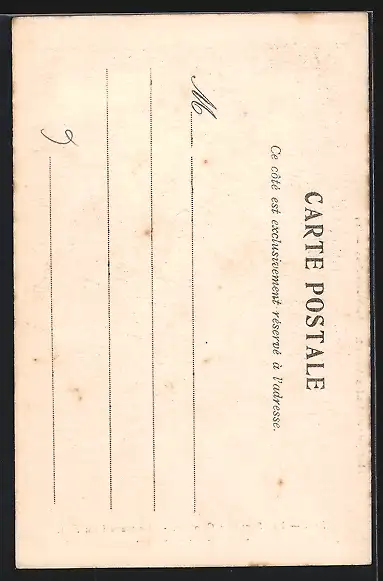 CARTE POSTALE
Ce côté est exclusivement réservé à l'adresse.
M
à